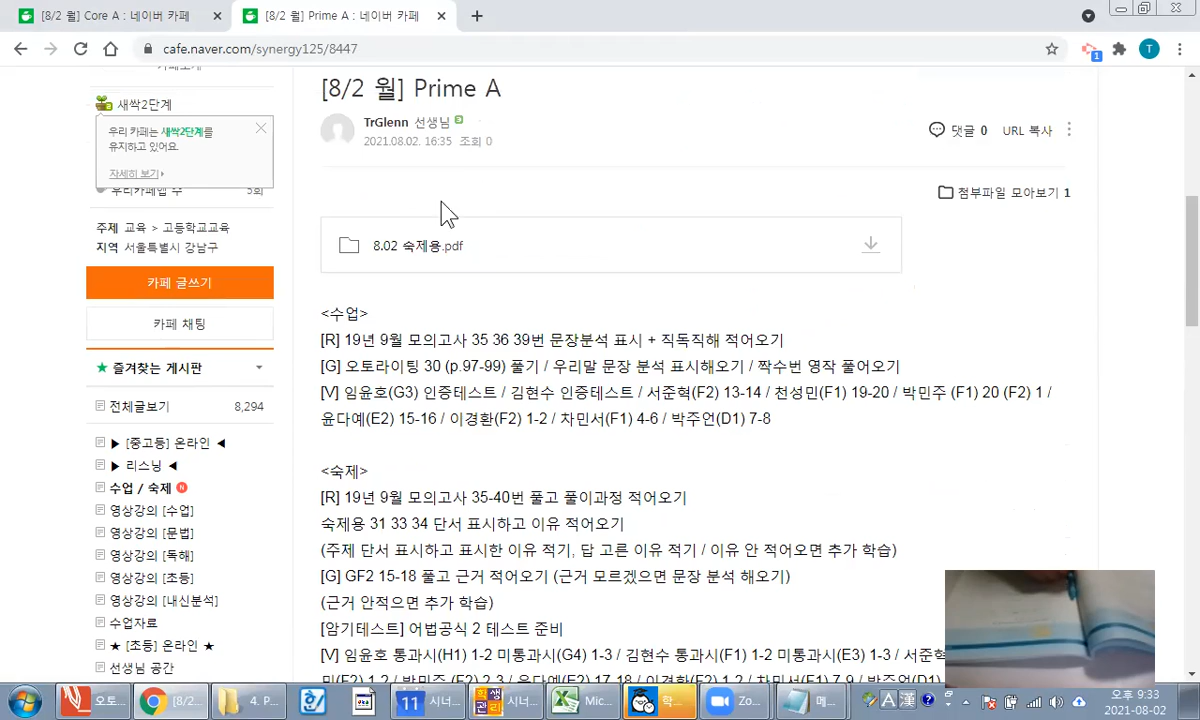 [8/2 월] Core A : 네이버 카페
[8/2 월] Prime A : 네이버 카페
cafe.naver.com/synergy125/8447
1
T
새싹2단계
우리 카페는 새싹2단계를
유지하고 있어요.
자세히 보기
우리카페앱 수 5회
주제 교육 > 고등학교교육
지역 서울특별시 강남구
카페 글쓰기
카페 채팅
★ 즐겨찾는 게시판
전체글보기 8,294
▶ [중고등] 온라인 ◀
▶ 리스닝 ◀
수업 / 숙제 N
영상강의 [수업]
영상강의 [문법]
영상강의 [독해]
영상강의 [초등]
영상강의 [내신분석]
수업자료
★ [초등] 온라인 ★
선생님 공간
[8/2 월] Prime A
TrGlenn 선생님
2021.08.02. 16:35 조회 0
댓글 0 URL 복사
첨부파일 모아보기 1
8.02 숙제용.pdf
<수업>
[R] 19년 9월 모의고사 35 36 39번 문장분석 표시 + 직독직해 적어오기
[G] 오토라이팅 30 (p.97-99) 풀기 / 우리말 문장 분석 표시해오기 / 짝수번 영작 풀어오기
[V] 임윤호(G3) 인증테스트 / 김현수 인증테스트 / 서준혁(F2) 13-14 / 천성민(F1) 19-20 / 박민주 (F1) 20 (F2) 1 /
윤다예(E2) 15-16 / 이경환(F2) 1-2 / 차민서(F1) 4-6 / 박주언(D1) 7-8
<숙제>
[R] 19년 9월 모의고사 35-40번 풀고 풀이과정 적어오기
숙제용 31 33 34 단서 표시하고 이유 적어오기
(주제 단서 표시하고 표시한 이유 적기, 답 고른 이유 적기 / 이유 안 적어오면 추가 학습)
[G] GF2 15-18 풀고 근거 적어오기 (근거 모르겠으면 문장 분석 해오기)
(근거 안적으면 추가 학습)
[암기테스트] 어법공식 2 테스트 준비
[V] 임윤호 통과시(H1) 1-2 미통과시(G4) 1-3 / 김현수 통과시(F1) 1-2 미통과시(E3) 1-3 / 서준혁
오토...
[8/2...
4. P...
시너...
시너...
Mic...
학...
Zo...
메...
A 漢
오후 9:33
2021-08-02